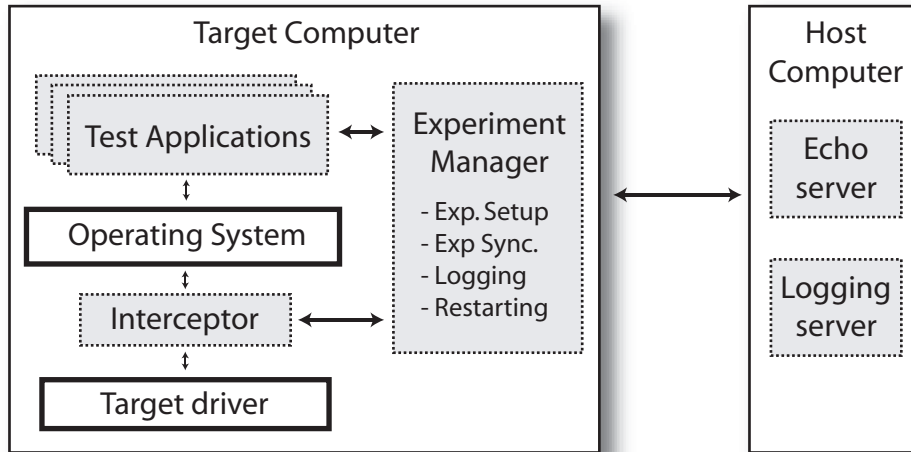 Target Computer
Test Applications
Operating System
Interceptor
Target driver
Experiment
Manager
- Exp. Setup
- Exp Sync.
- Logging
- Restarting
Host
Computer
Echo
server
Logging
server